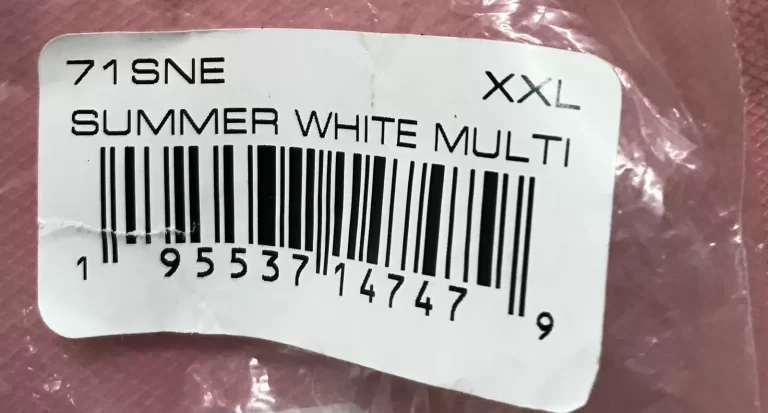 71SNE
XXL
SUMMER WHITE MULTI
1 95537 14747 9